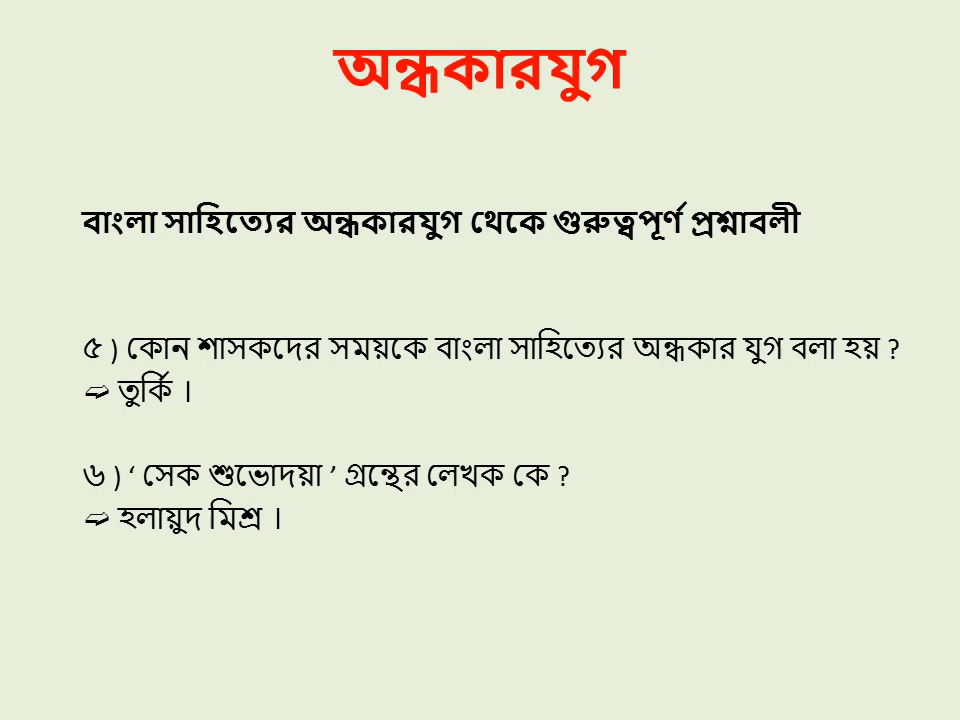 অন্ধকারযুগ
বাংলা সাহিত্যের অন্ধকারযুগ থেকে গুরুত্বপূর্ণ প্রশ্নাবলী
৫ ) কোন শাসকদের সময়কে বাংলা সাহিত্যের অন্ধকার যুগ বলা হয় ?
➫ তুর্কি ।
৬ ) ‘ সেক শুভোদয়া ’ গ্রন্থের লেখক কে ?
➫ হলায়ুদ মিশ্র ।